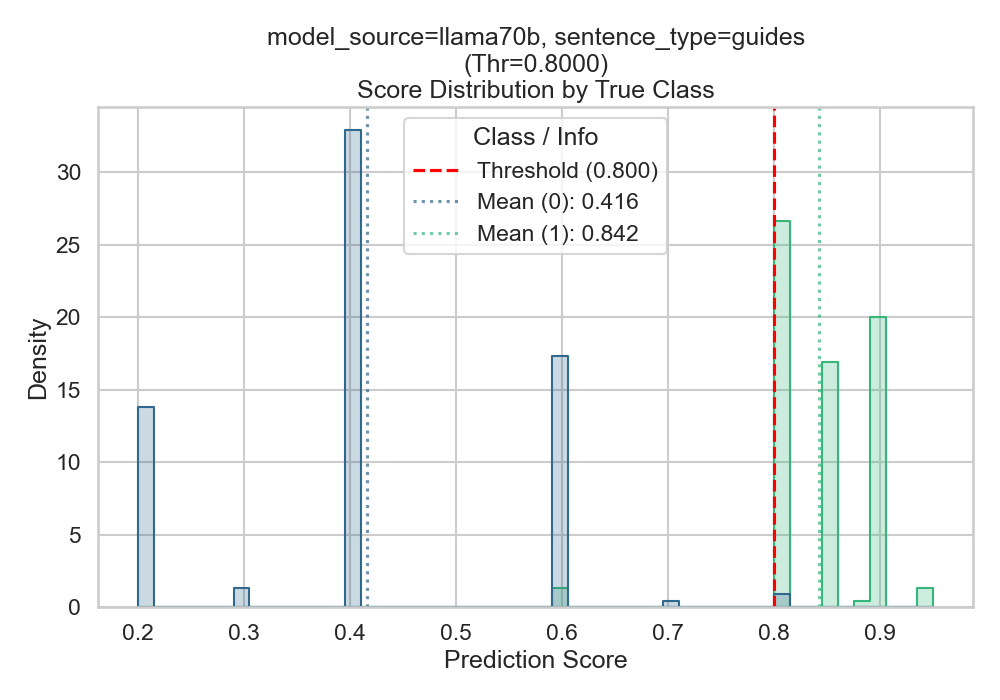 model_source=llama70b, sentence_type=guides
(Thr=0.8000)
Score Distribution by True Class
Class / Info
Threshold (0.800)
Mean (0): 0.416
Mean (1): 0.842
Density
30
25
20
15
10
5
0
0.2 0.3 0.4 0.5 0.6 0.7 0.8 0.9
Prediction Score